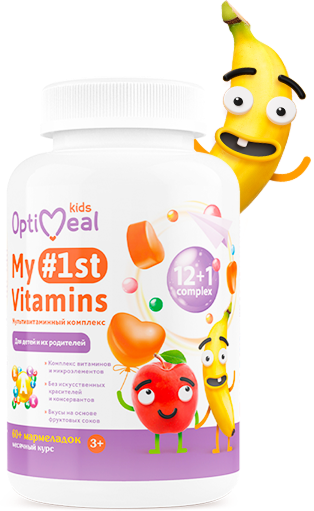 kids
OptiMeal
My #1st
Vitamins
Мультивитаминный комплекс
Для детей и их родителей
Комплекс витаминов
и микроэлементов
Без искусственных
красителей
и консервантов
Вкусы на основе
фруктовых соков
12+1
complex
60+ мармеладок
месячный курс
3+